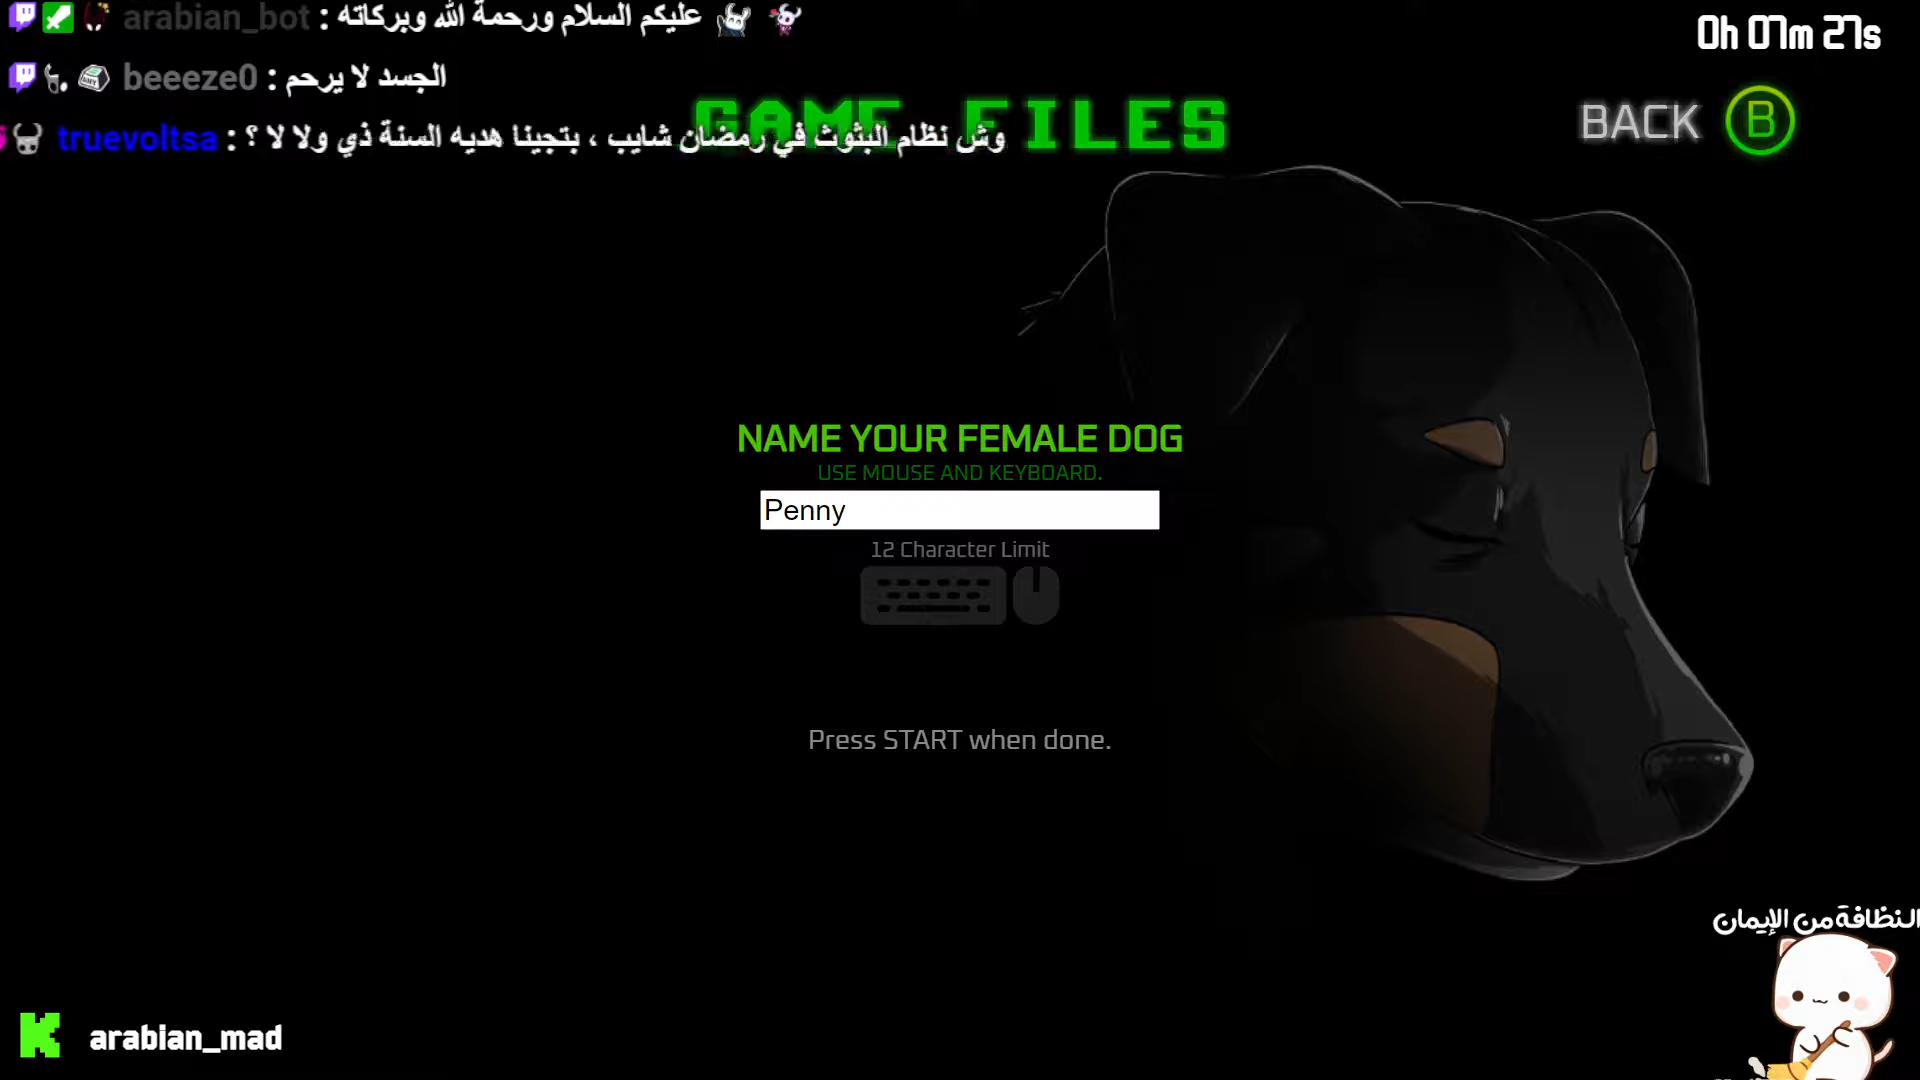 arabian_bot : عليكم السلام ورحمة الله وبركاته
0h 07m 27s
beeeze0 : الجسد لا يرحم
GAME FILES
BACK B
truevoltsa : وش نظام البثوث في رمضان شايب ، بتجينا هديه السنة ذي ولا لا ؟
NAME YOUR FEMALE DOG
USE MOUSE AND KEYBOARD.
Penny
12 Character Limit
Press START when done.
النظافة من الإيمان
K arabian_mad